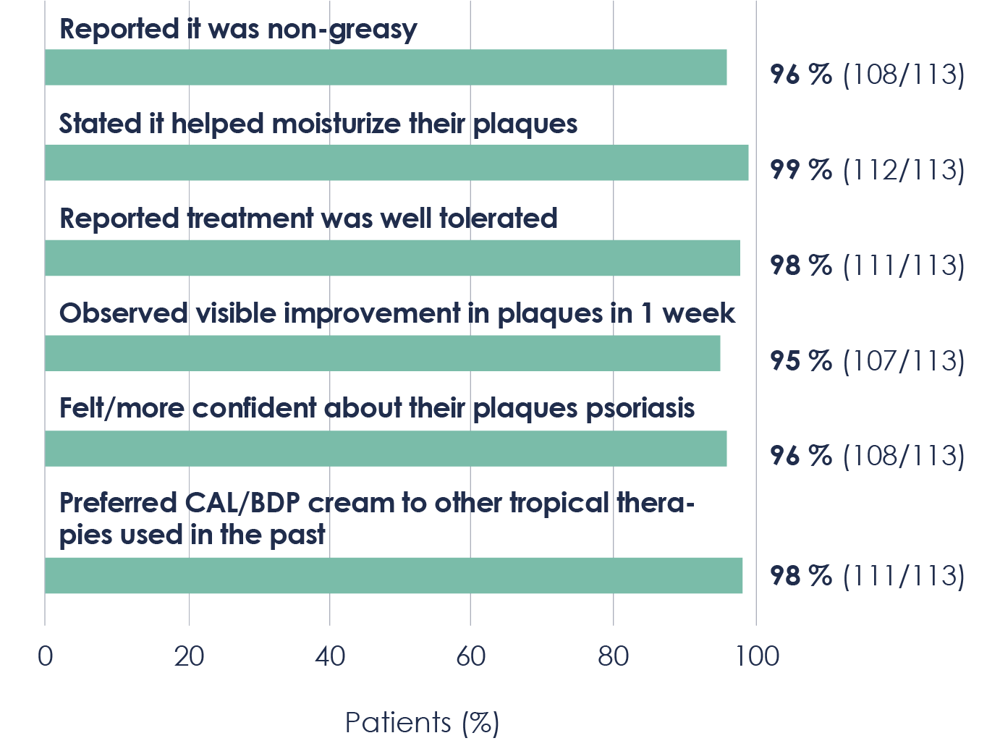 Reported it was non-greasy
96 % (108/113)
Stated it helped moisturize their plaques
99 % (112/113)
Reported treatment was well tolerated
98 % (111/113)
Observed visible improvement in plaques in 1 week
95 % (107/113)
Felt/more confident about their plaques psoriasis
96 % (108/113)
Preferred CAL/BDP cream to other tropical thera-
pies used in the past
98 % (111/113)
0 20 40 60 80 100
Patients (%)